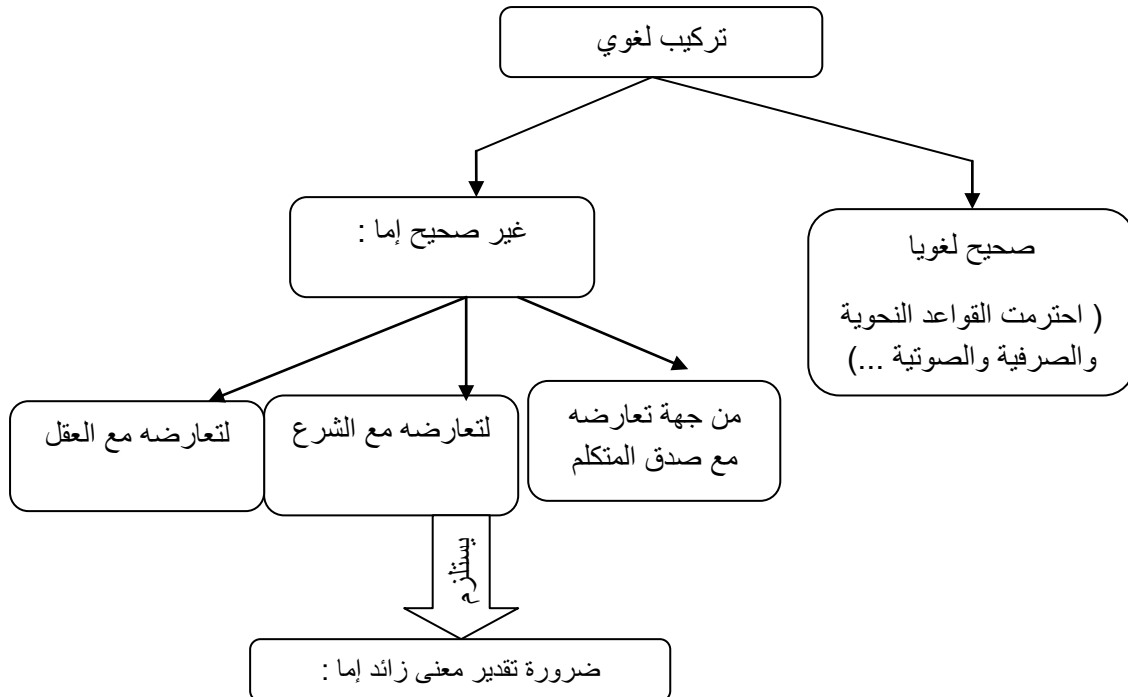 تركيب لغوي
صحيح لغويا
( احترمت القواعد النحوية
والصرفية والصوتية ...)
غير صحيح إما :
من جهة تعارضه
مع صدق المتكلم
لتعارضه مع الشرع
لتعارضه مع العقل
يستلزم
ضرورة تقدير معنى زائد إما :